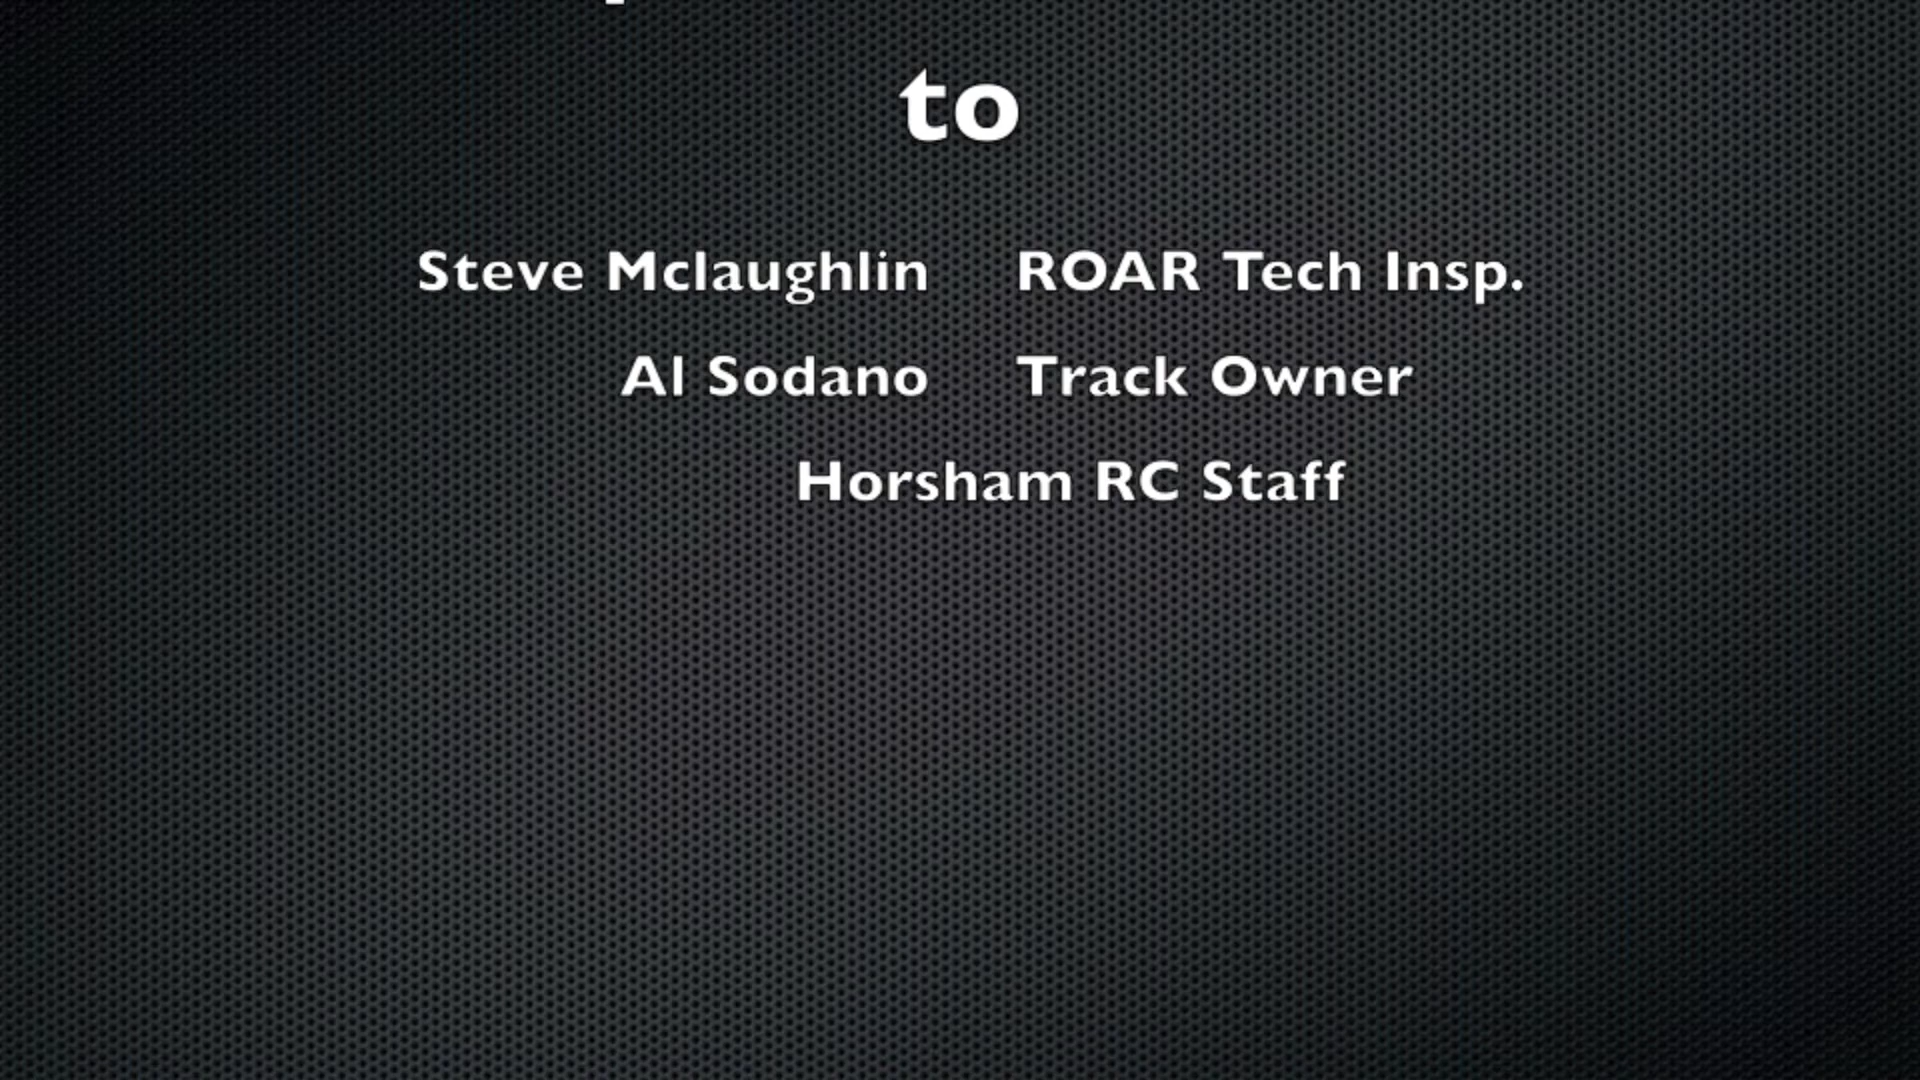 to
Steve Mclaughlin ROAR Tech Insp.
Al Sodano Track Owner
Horsham RC Staff